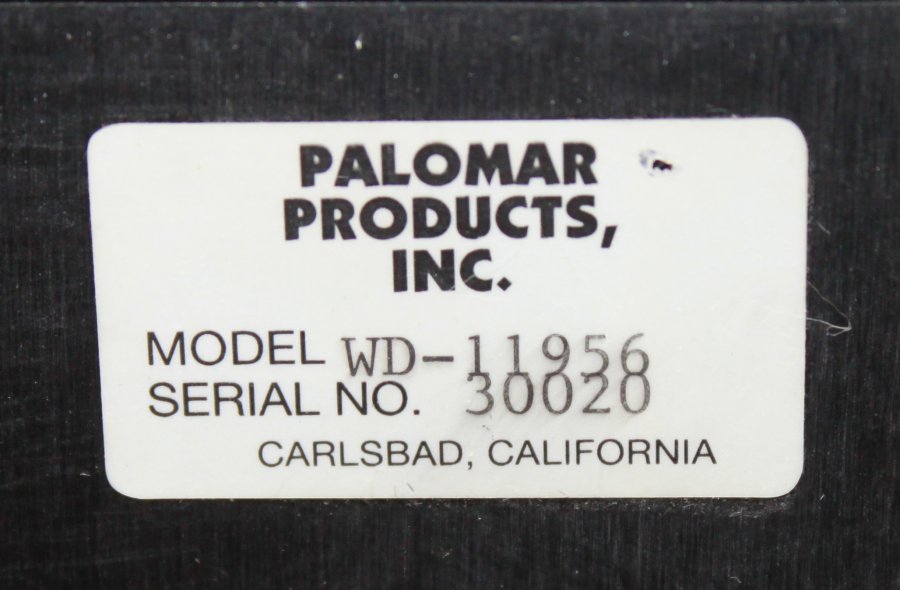 PALOMAR
PRODUCTS,
INC.
MODEL WD-11956
SERIAL NO. 30020
CARLSBAD, CALIFORNIA